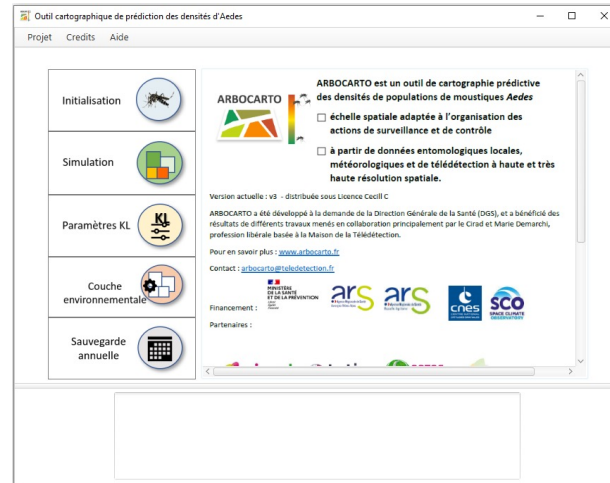 Outil cartographique de prédiction des densités d'Aedes
Projet Credits Aide
Initialisation
Simulation
Paramètres KL
KL
Couche
environnementale
Sauvegarde
annuelle
ARBOCARTO
ARBOCARTO est un outil de cartographie prédictive
des densités de populations de moustiques Aedes
échelle spatiale adaptée à l'organisation des
actions de surveillance et de contrôle
à partir de données entomologiques locales,
météorologiques et de télédétection à haute et très
haute résolution spatiale.
Version actuelle : v3 - distribuée sous Licence Cecill C
ARBOCARTO a été développé à la demande de la Direction Générale de la Santé (DGS), et a bénéficié des
résultats de différents travaux menés en collaboration principalement par le Cirad et Marie Demarchi,
profession libérale basée à la Maison de la Télédétection.
Pour en savoir plus : www.arbocarto.fr
Contact : arbocarto@teledetection.fr
MINISTÈRE
DE LA SANTÉ
ET DE LA PRÉVENTION
Financement :
ars
ars
cnes
SCO
SPACE CLIMATE
OBSERVATORY
Partenaires :